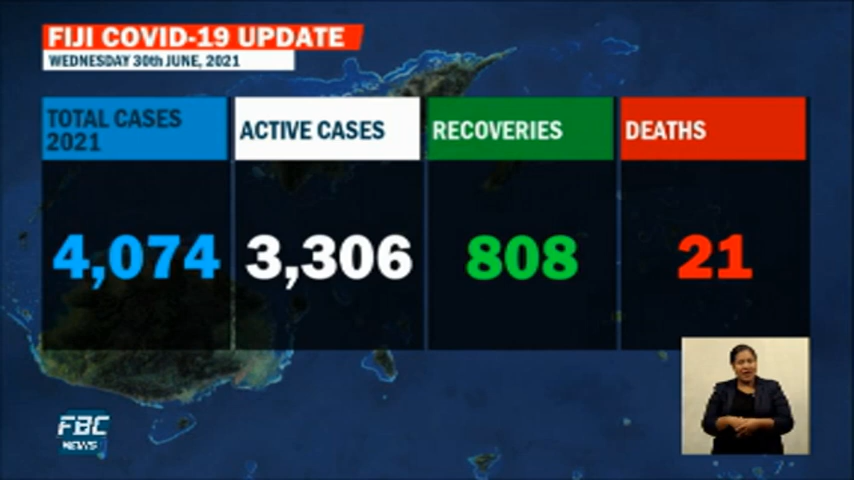 FIJI COVID-19 UPDATE
WEDNESDAY 30th JUNE, 2021
TOTAL CASES
2021
ACTIVE CASES
RECOVERIES
DEATHS
4,074
3,306
808
21
FBC
NEWS